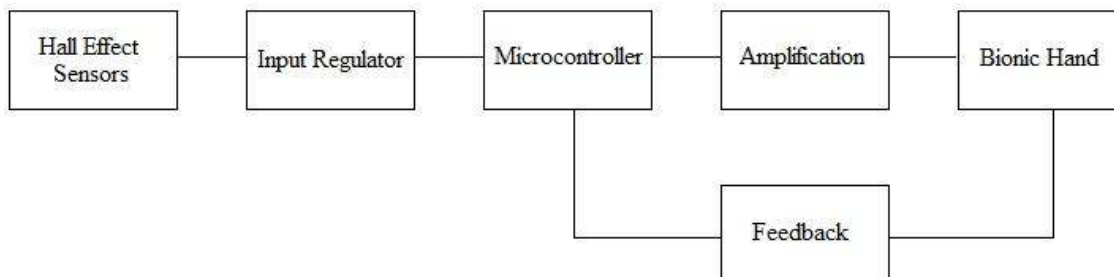 Hall Effect
Sensors
Input Regulator
Microcontroller
Amplification
Bionic Hand
Feedback